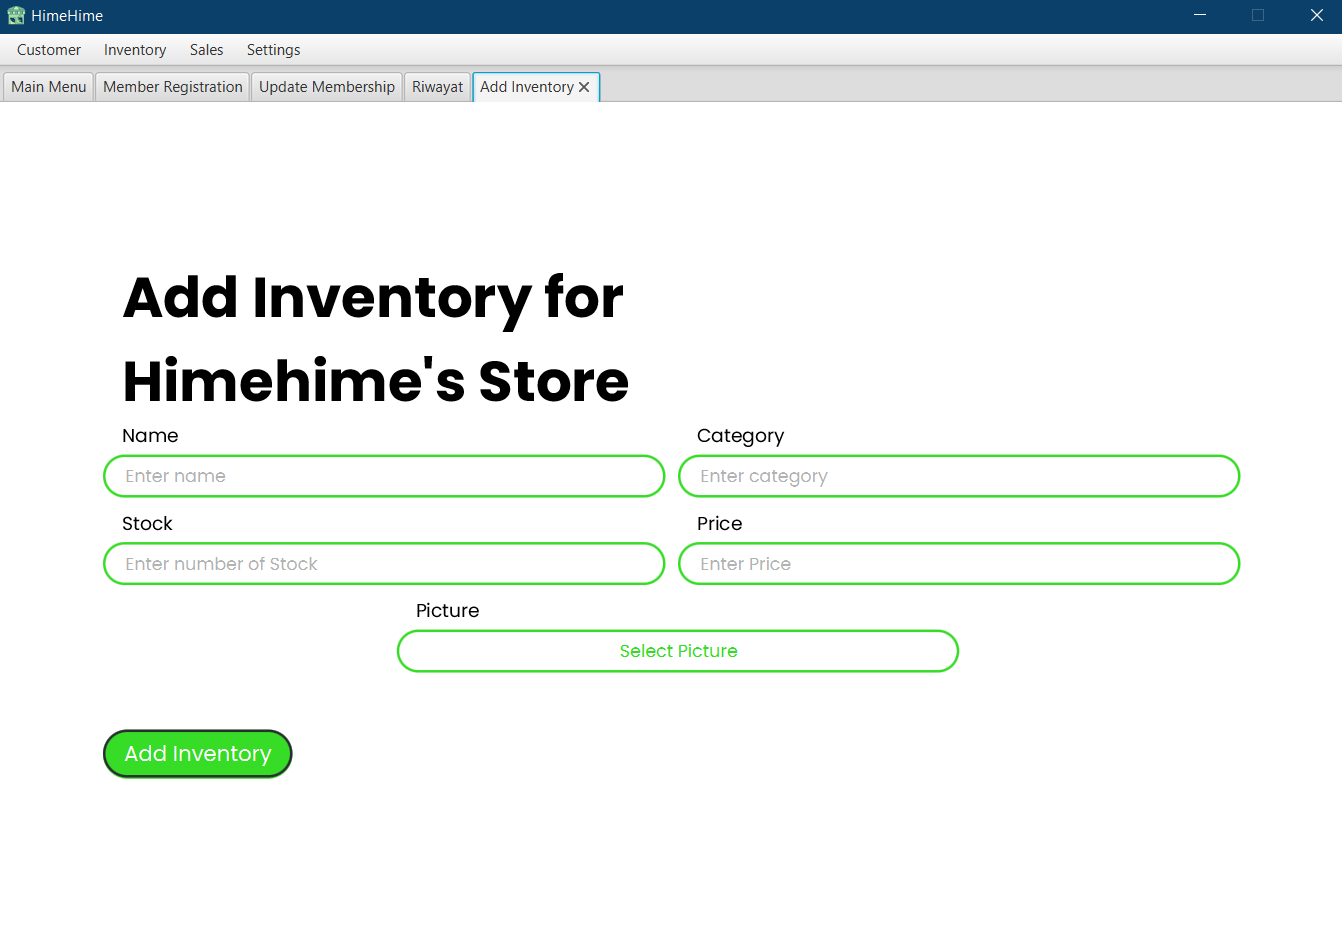 HimeHime
Customer Inventory Sales Settings
Main Menu Member Registration Update Membership Riwayat Add Inventory
Add Inventory for
Himehime's Store
Name Category
Enter name Enter category
Stock Price
Enter number of Stock Enter Price
Picture
Select Picture
Add Inventory